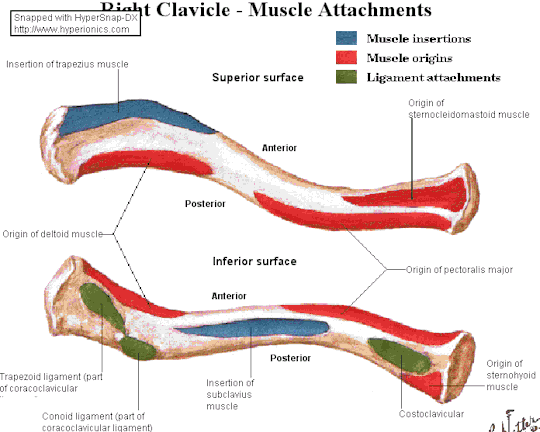 Right Clavicle - Muscle Attachments
Snapped with HyperSnap-DX
http://www.hyperionics.com
Muscle insertions
Muscle origins
Ligament attachments
Insertion of trapezius muscle
Superior surface
Origin of
sternocleidomastoid muscle
Anterior
Posterior
Origin of deltoid muscle
Inferior surface
Origin of pectoralis major
Anterior
Posterior
Trapezoid ligament (part
of coracoclavicular
Insertion of
subclavius
muscle
Origin of
sternohyoid
muscle
Conoid ligament (part of
coracoclavicular ligament)
Costoclavicular